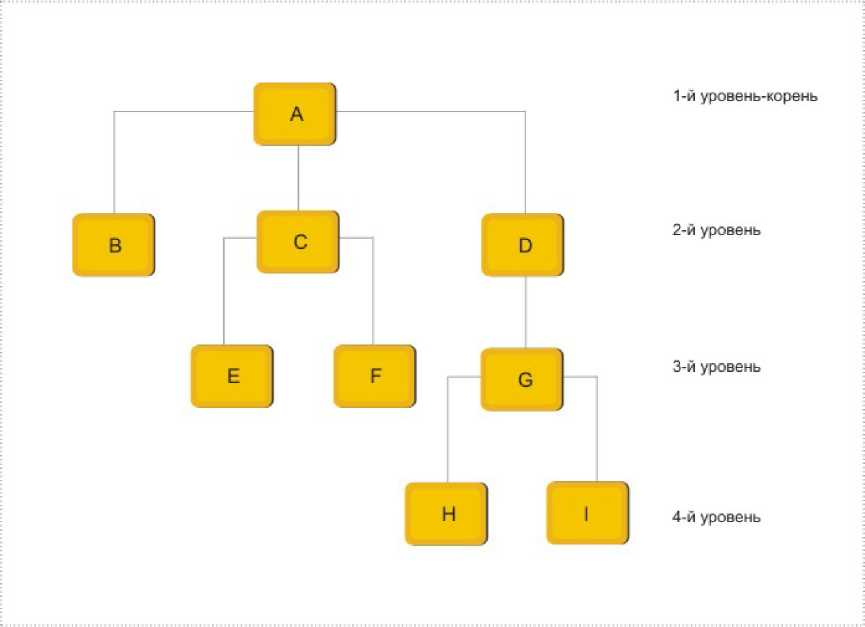 A
1-й уровень-корень
B
C
D
2-й уровень
E
F
G
3-й уровень
H
I
4-й уровень